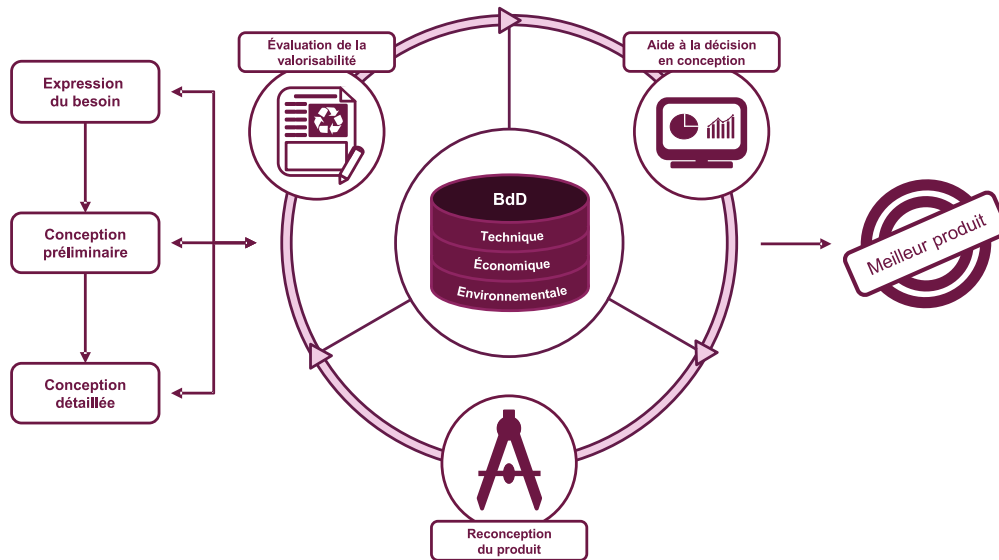 Expression
du besoin
Conception
préliminaire
Conception
détaillée
Évaluation de la
valorisabilité
Aide à la décision
en conception
BdD
Technique
Économique
Environnementale
Reconception
du produit
Meilleur produit